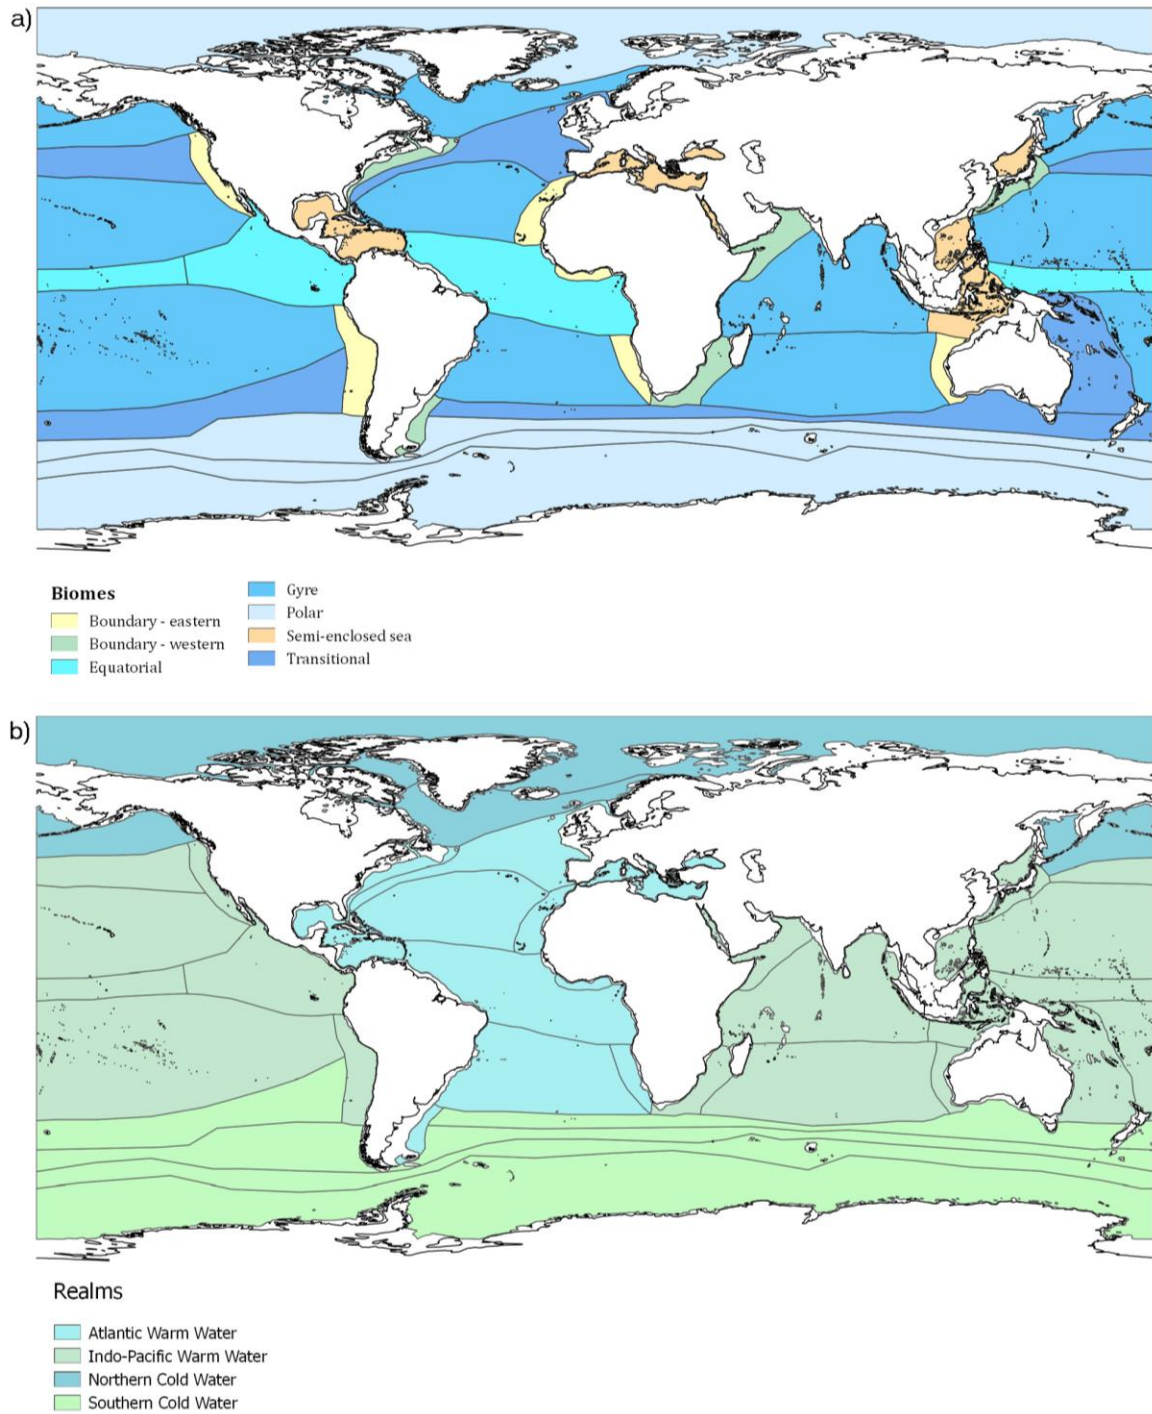 a)
Biomes
Boundary - eastern
Boundary - western
Equatorial
Gyre
Polar
Semi-enclosed sea
Transitional
b)
Realms
Atlantic Warm Water
Indo-Pacific Warm Water
Northern Cold Water
Southern Cold Water